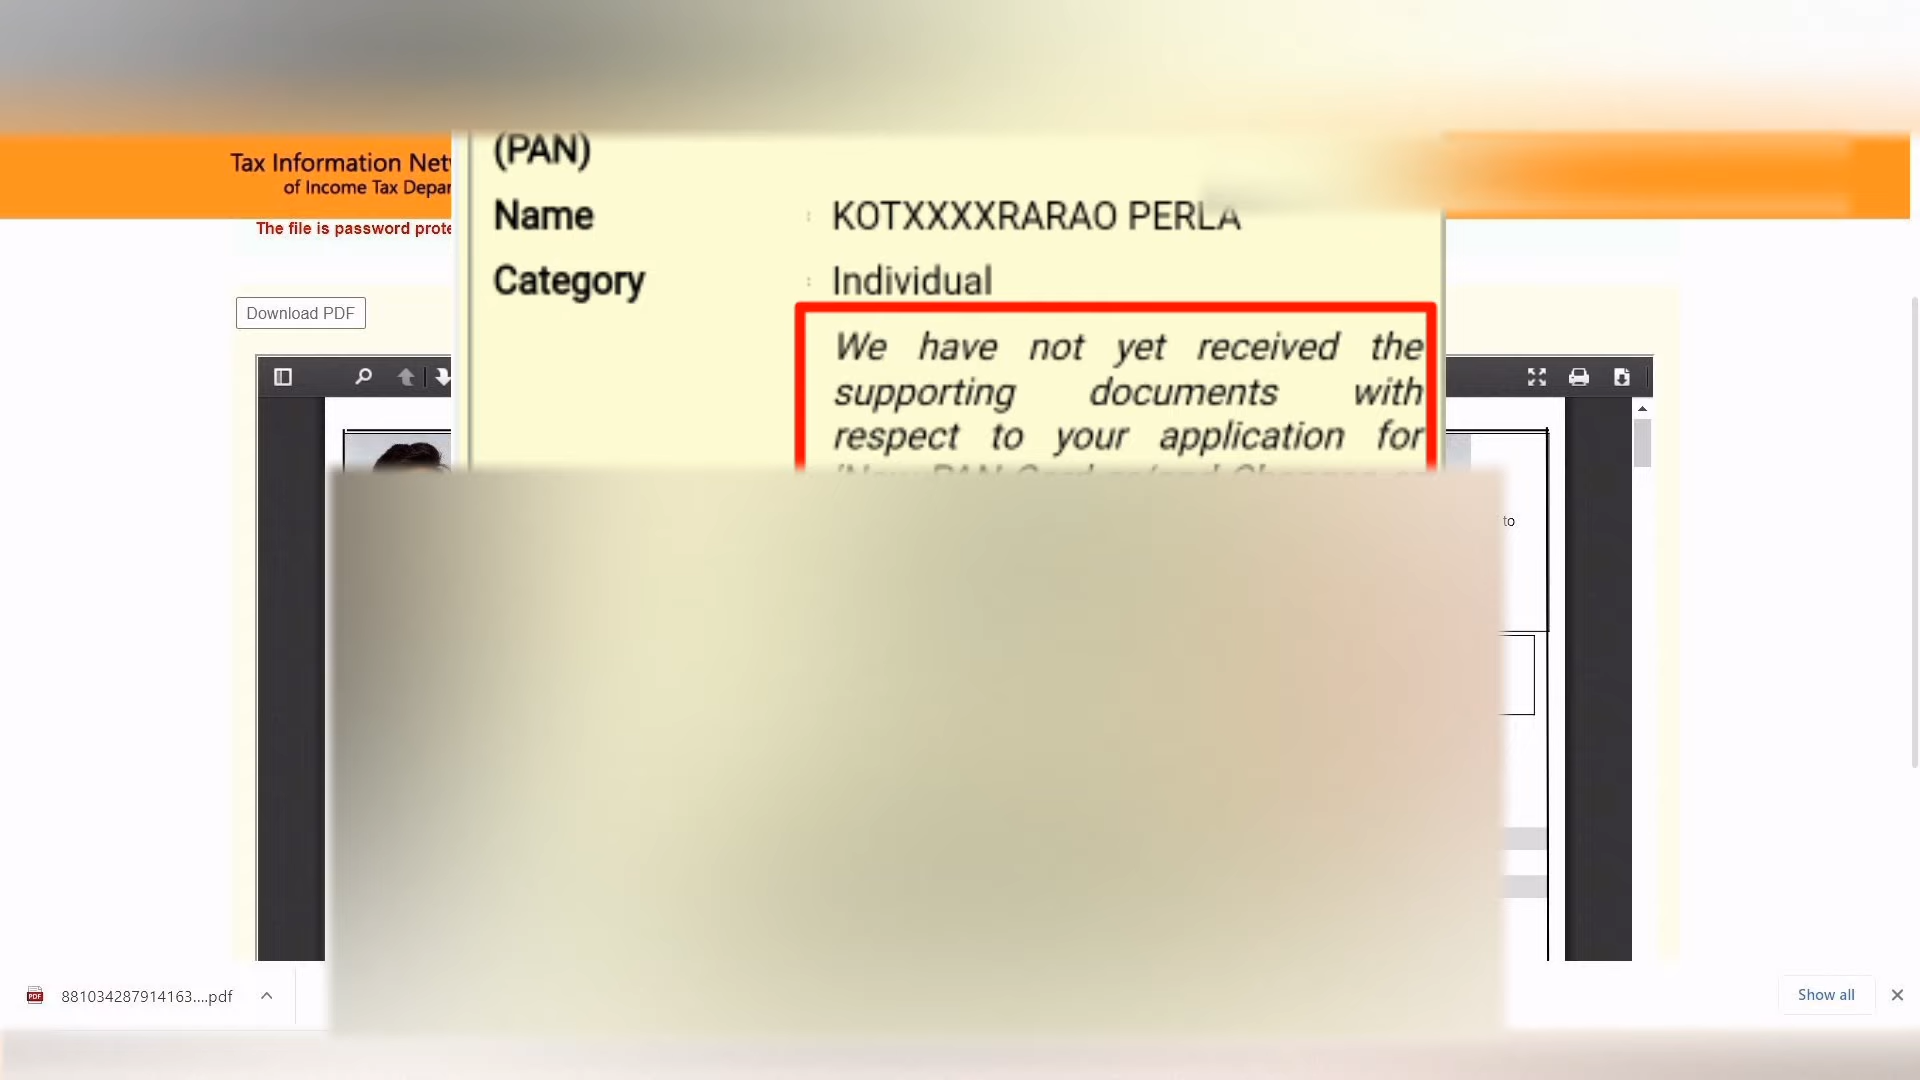 Tax Information Net
of Income Tax Depar
The file is password prote
Download PDF
(PAN)
Name : KOTXXXXRARAO PERLA
Category : Individual
We have not yet received the
supporting documents with
respect to your application for
to
881034287914163....pdf
Show all